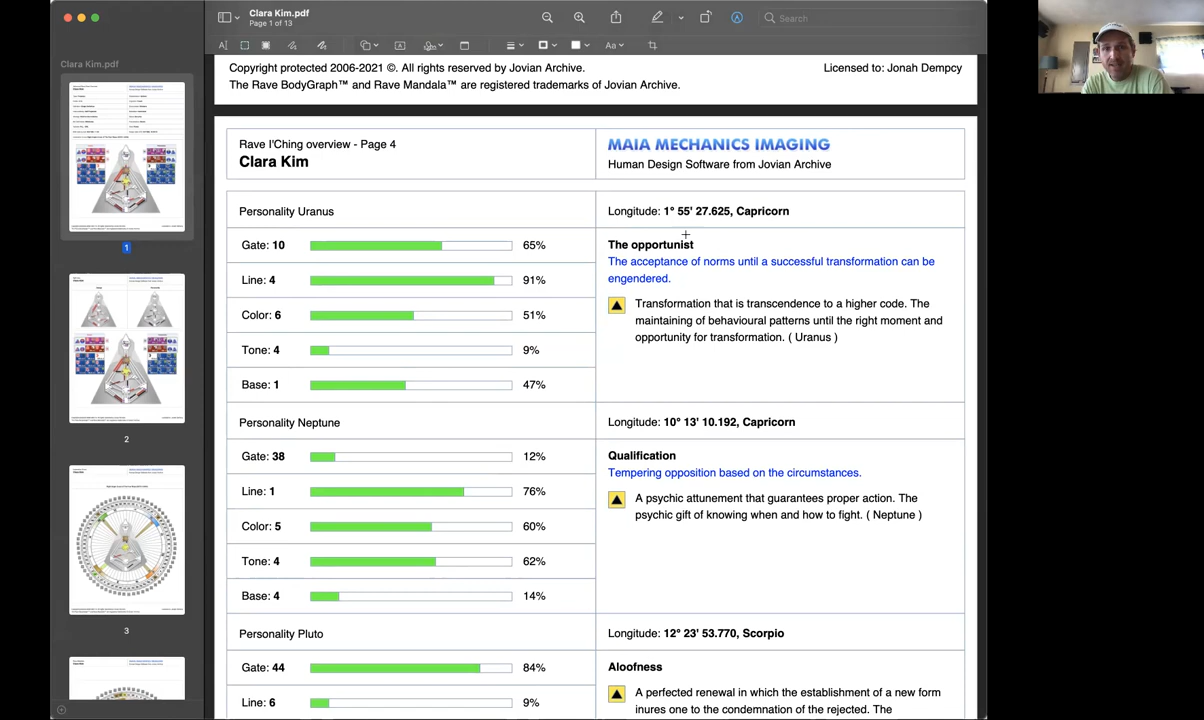 Clara Kim.pdf
Page 1 of 13
Search
Clara Kim.pdf
1
2
3
Copyright protected 2006-2021 ©. All rights reserved by Jovian Archive.
Licensed to: Jonah Dempcy
The Rave BodyGraph™ and Rave Mandala™ are registered trademarks of Jovian Archive.
Rave I'Ching overview - Page 4
Clara Kim
MAIA MECHANICS IMAGING
Human Design Software from Jovian Archive
Personality Uranus
Longitude: 1° 55' 27.625, Capricorn
Gate: 10 65%
Line: 4 91%
Color: 6 51%
Tone: 4 9%
Base: 1 47%
The opportunist
The acceptance of norms until a successful transformation can be
engendered.
Transformation that is transcendence to a higher code. The
maintaining of behavioural patterns until the right moment and
opportunity for transformation. ( Uranus )
Personality Neptune
Longitude: 10° 13' 10.192, Capricorn
Gate: 38 12%
Line: 1 76%
Color: 5 60%
Tone: 4 62%
Base: 4 14%
Qualification
Tempering opposition based on the circumstances.
A psychic attunement that guarantees proper action. The
psychic gift of knowing when and how to fight. ( Neptune )
Personality Pluto
Longitude: 12° 23' 53.770, Scorpio
Gate: 44 84%
Line: 6 9%
Aloofness
A perfected renewal in which the establishment of a new form
inures one to the condemnation of the rejected. The